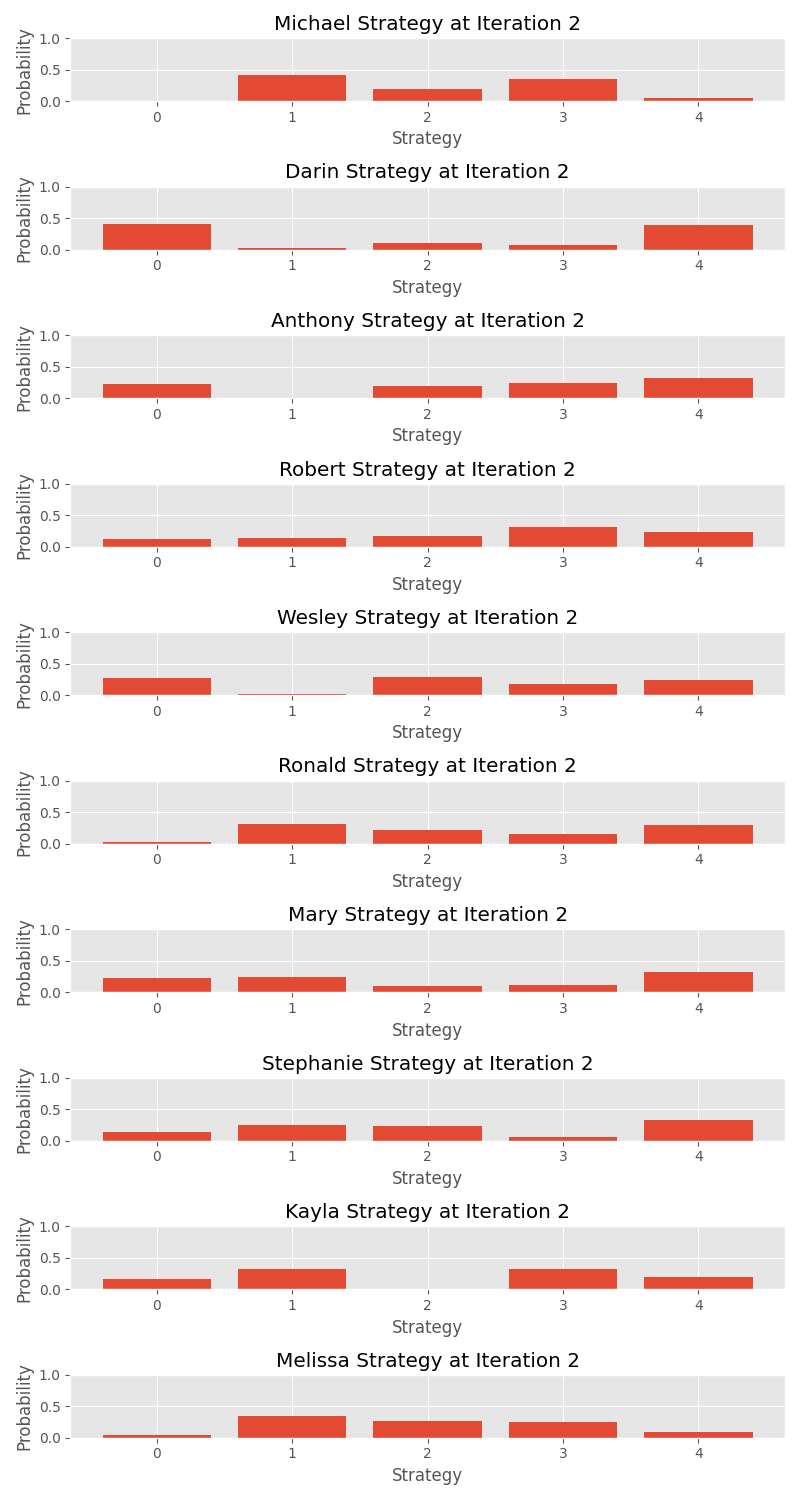 Michael Strategy at Iteration 2
Probability
1.0
0.5
0.0
0 1 2 3 4
Strategy
Darin Strategy at Iteration 2
Probability
1.0
0.5
0.0
0 1 2 3 4
Strategy
Anthony Strategy at Iteration 2
Probability
1.0
0.5
0.0
0 1 2 3 4
Strategy
Robert Strategy at Iteration 2
Probability
1.0
0.5
0.0
0 1 2 3 4
Strategy
Wesley Strategy at Iteration 2
Probability
1.0
0.5
0.0
0 1 2 3 4
Strategy
Ronald Strategy at Iteration 2
Probability
1.0
0.5
0.0
0 1 2 3 4
Strategy
Mary Strategy at Iteration 2
Probability
1.0
0.5
0.0
0 1 2 3 4
Strategy
Stephanie Strategy at Iteration 2
Probability
1.0
0.5
0.0
0 1 2 3 4
Strategy
Kayla Strategy at Iteration 2
Probability
1.0
0.5
0.0
0 1 2 3 4
Strategy
Melissa Strategy at Iteration 2
Probability
1.0
0.5
0.0
0 1 2 3 4
Strategy